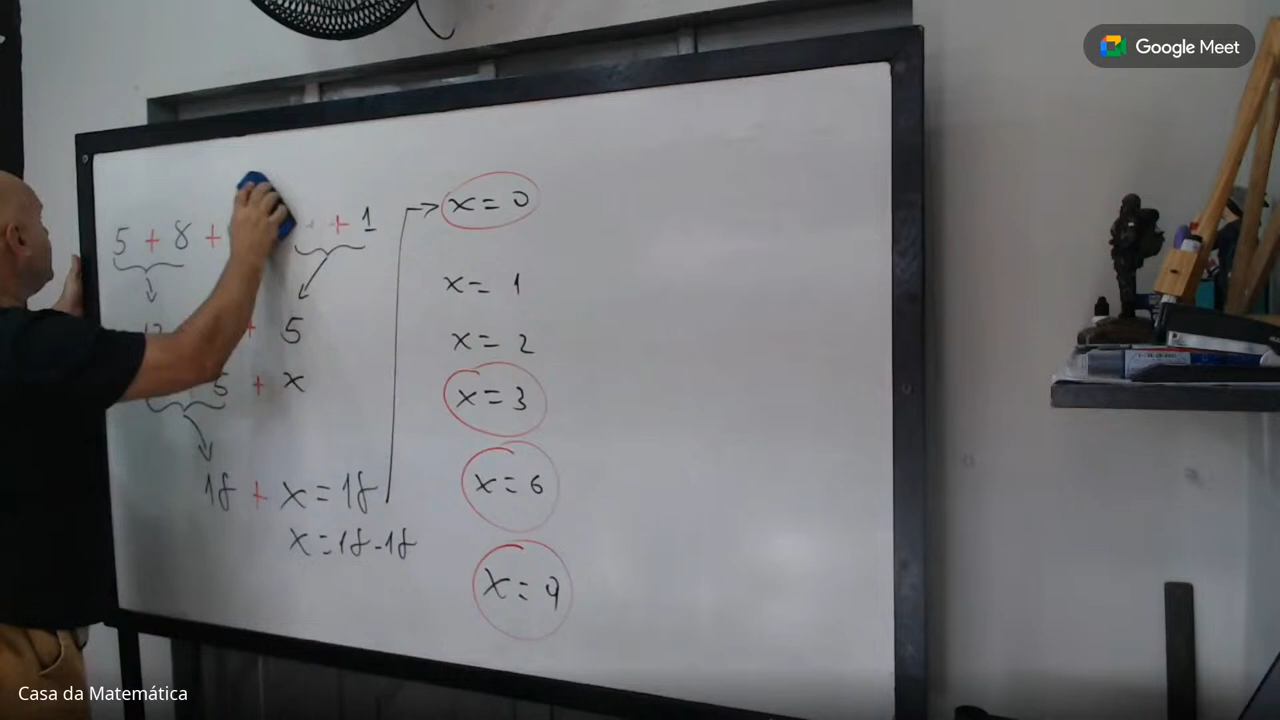 Google Meet
5 + 8 + + 1
+ 5
5 + x
18 + x = 18
x = 18 - 18
x = 0
x = 1
x = 2
x = 3
x = 6
x = 9
Casa da Matemática